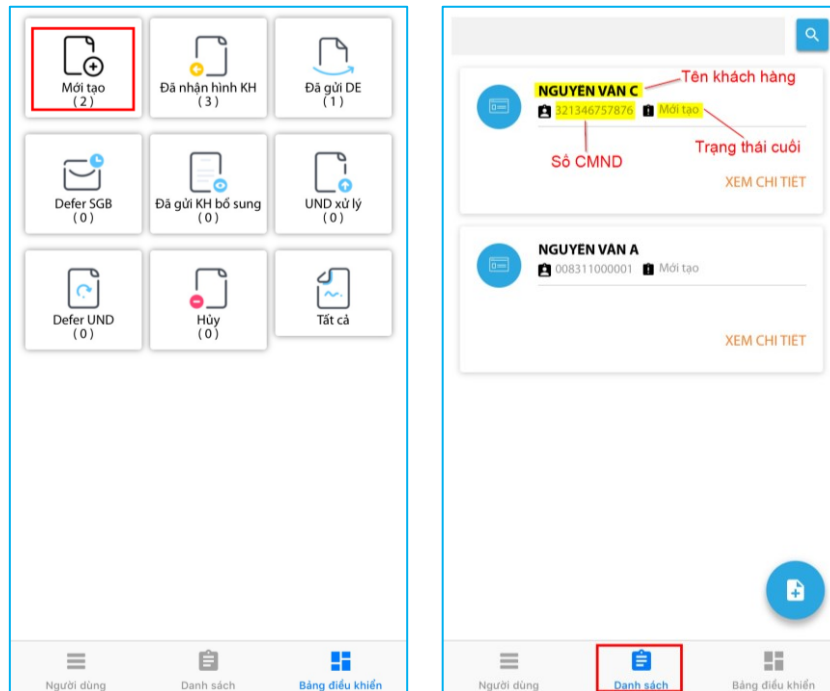 Mới tạo
( 2 )
Đã nhận hình KH
( 3 )
Đã gửi DE
( 1 )
Defer SGB
( 0 )
Đã gửi KH bổ sung
( 0 )
UND xử lý
( 0 )
Defer UND
( 0 )
Hủy
( 0 )
Tất cả
Người dùng
Danh sách
Bảng điều khiển
Tên khách hàng
NGUYEN VAN C
321346757876 Mới tạo
Số CMND
Trạng thái cuối
XEM CHI TIẾT
NGUYEN VAN A
008311000001 Mới tạo
XEM CHI TIẾT
Người dùng
Danh sách
Bảng điều khiển